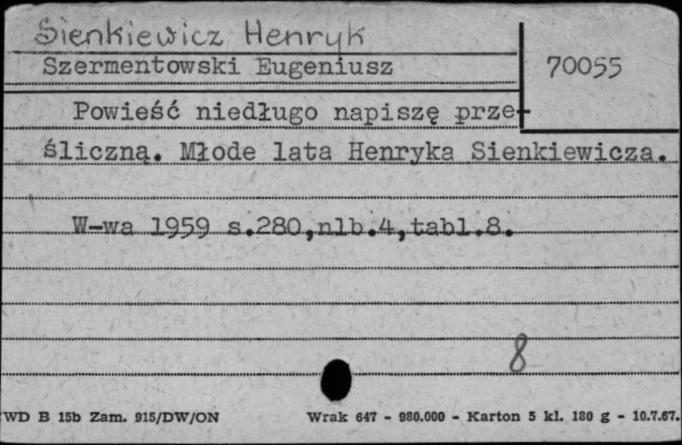 Sienkiewicz Henryk
Szermentowski Eugeniusz
70055
Powieść niedługo napiszę prze-
śliczną. Młode lata Henryka Sienkiewicza.
W-wa 1959 s.280,nlb.4,tabl.8.
8
WD B 15b Zam. 915/DW/ON Wrak 647 - 980.000 - Karton 5 kl. 180 g - 10.7.67.